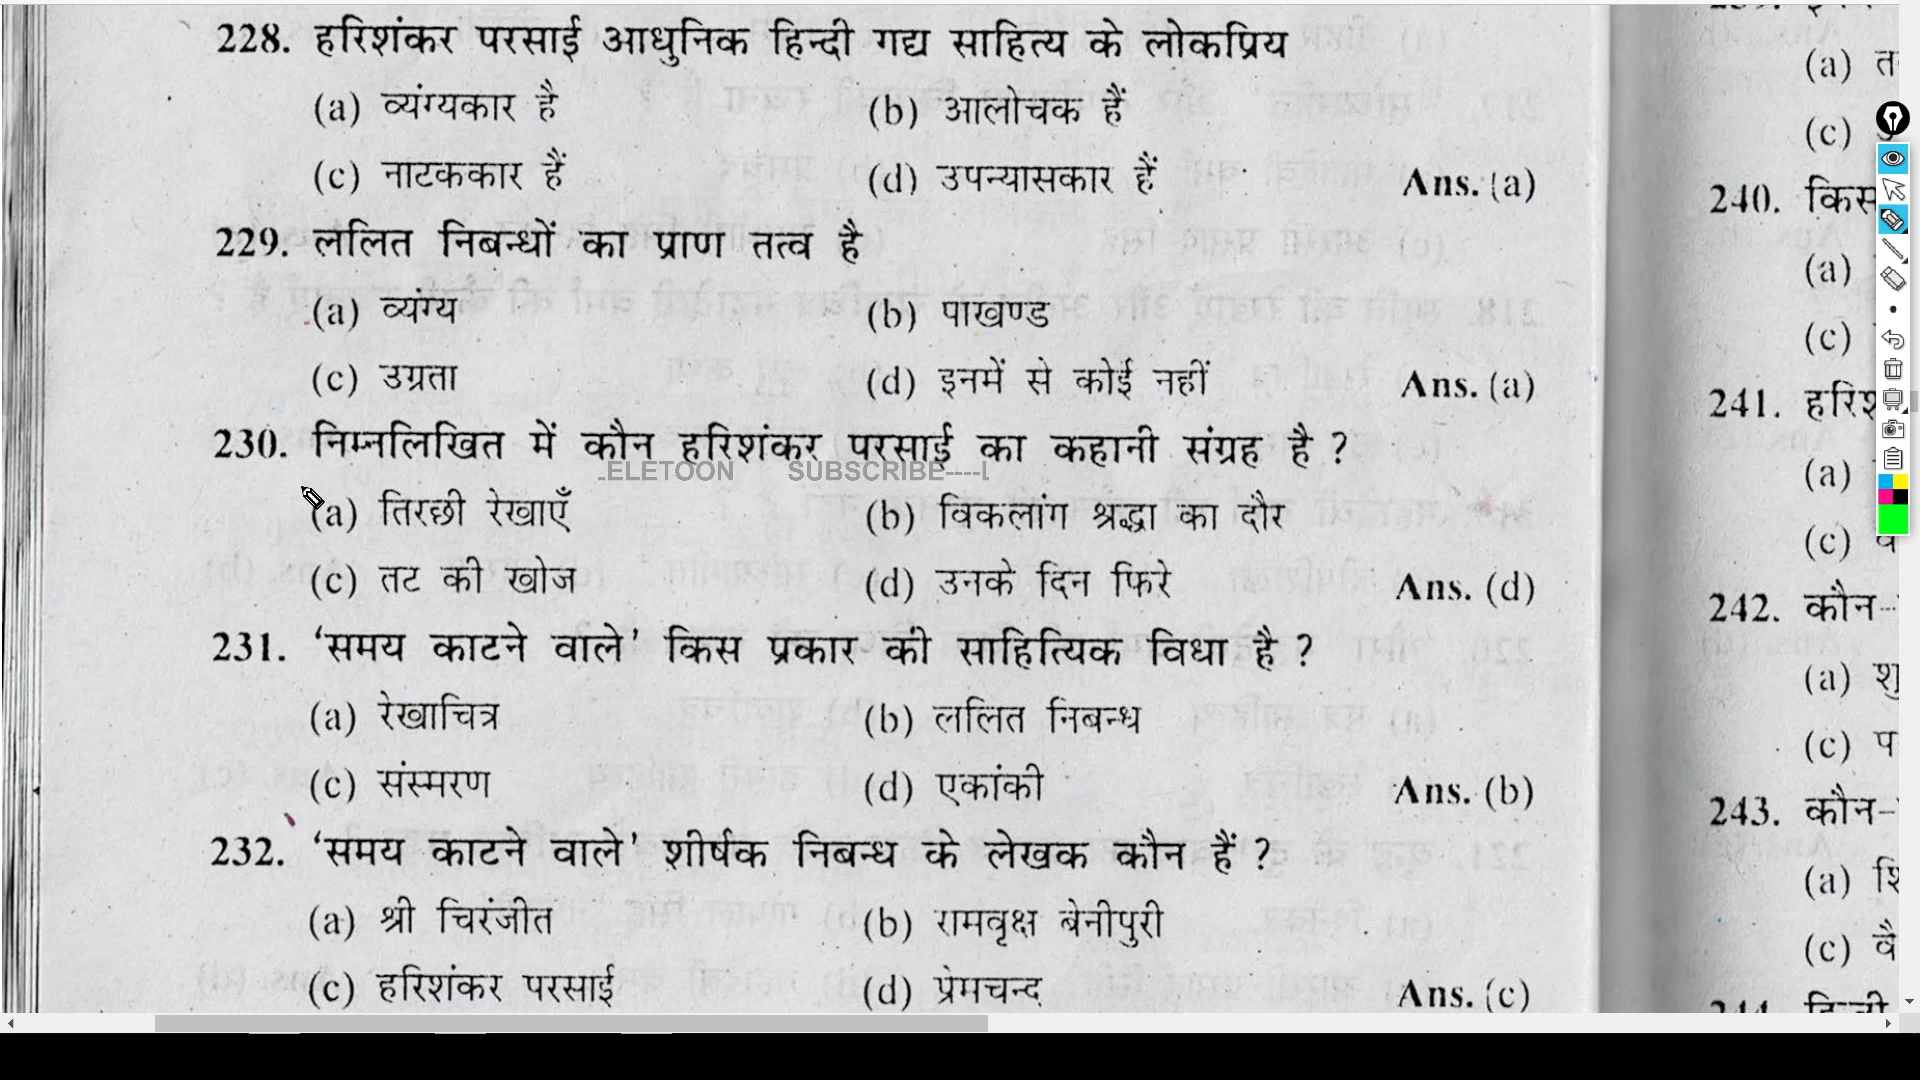 228. हरिशंकर परसाई आधुनिक हिन्दी गद्य साहित्य के लोकप्रिय
(a) व्यंग्यकार है (b) आलोचक हैं
(c) नाटककार हैं (d) उपन्यासकार हैं Ans. (a)
229. ललित निबन्धों का प्राण तत्व है
(a) व्यंग्य (b) पाखण्ड
(c) उग्रता (d) इनमें से कोई नहीं Ans. (a)
230. निम्नलिखित में कौन हरिशंकर परसाई का कहानी संग्रह है ?
ELETOON SUBSCRIBE----
(a) तिरछी रेखाएँ (b) विकलांग श्रद्धा का दौर
(c) तट की खोज (d) उनके दिन फिरे Ans. (d)
231. 'समय काटने वाले' किस प्रकार की साहित्यिक विधा है ?
(a) रेखाचित्र (b) ललित निबन्ध
(c) संस्मरण (d) एकांकी Ans. (b)
232. 'समय काटने वाले' शीर्षक निबन्ध के लेखक कौन हैं ?
(a) श्री चिरंजीत (b) रामवृक्ष बेनीपुरी
(c) हरिशंकर परसाई (d) प्रेमचन्द Ans. (c)
(a)
(c)
240. किस
(a)
(c)
241.
(a)
(c)
242. कौन-
(a)
(c)
243. कौन-
(a)
(c)